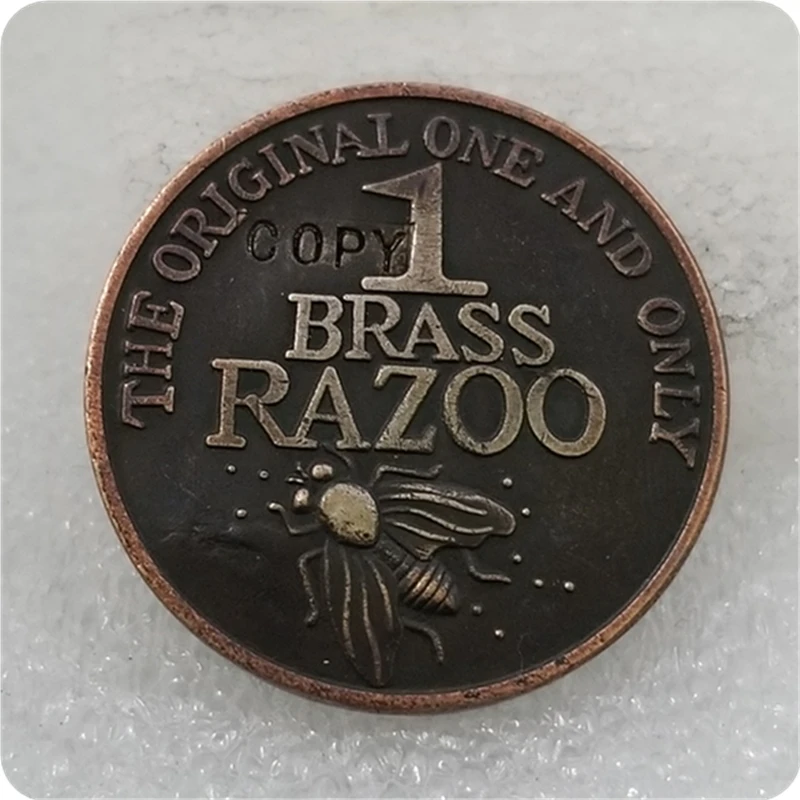 THE ORIGINAL ONE AND ONLY
COPY
1
BRASS
RAZOO